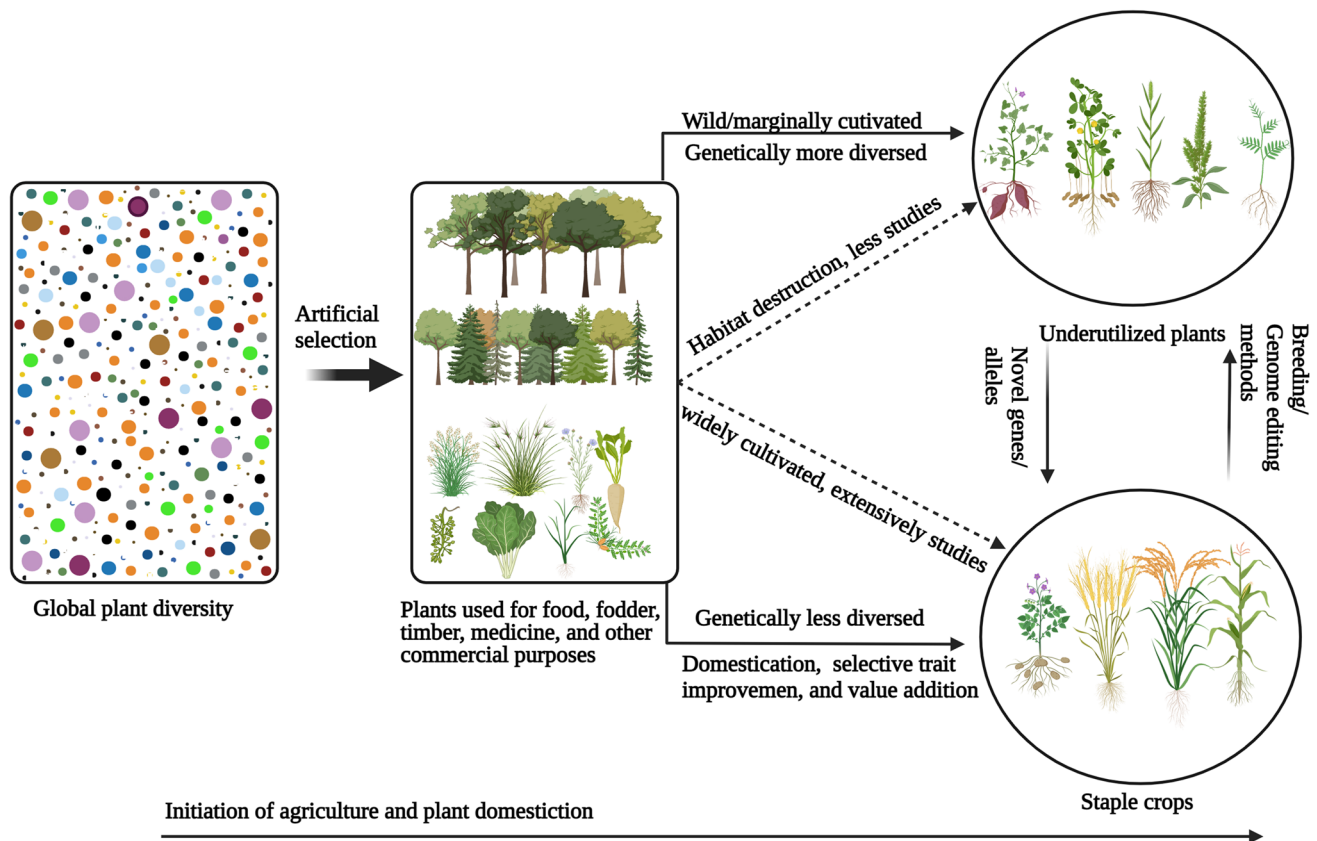 Wild/marginally cutivated
Genetically more diversed
Habitat destruction, less studies
Artificial
selection
Underutilized plants
Novel genes/
alleles
Breeding/
Genome editing
methods
widely cultivated, extensively studies
Global plant diversity
Plants used for food, fodder,
timber, medicine, and other
commercial purposes
Genetically less diversed
Domestication, selective trait
improvemen, and value addition
Staple crops
Initiation of agriculture and plant domestiction